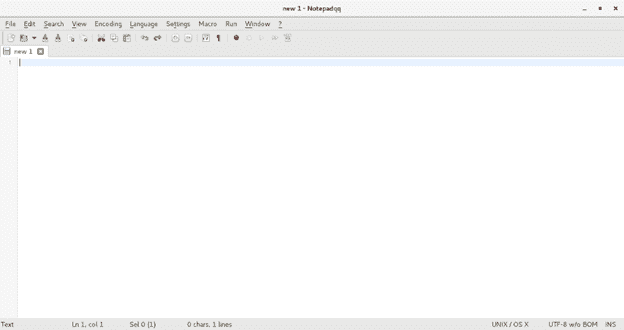 new 1 - Notepadqq
File Edit Search View Encoding Language Settings Macro Run Window ?
new 1
1
Text Ln 1, col 1 Sel 0 (1) 0 chars, 1 lines UNIX / OS X UTF-8 w/o BOM INS